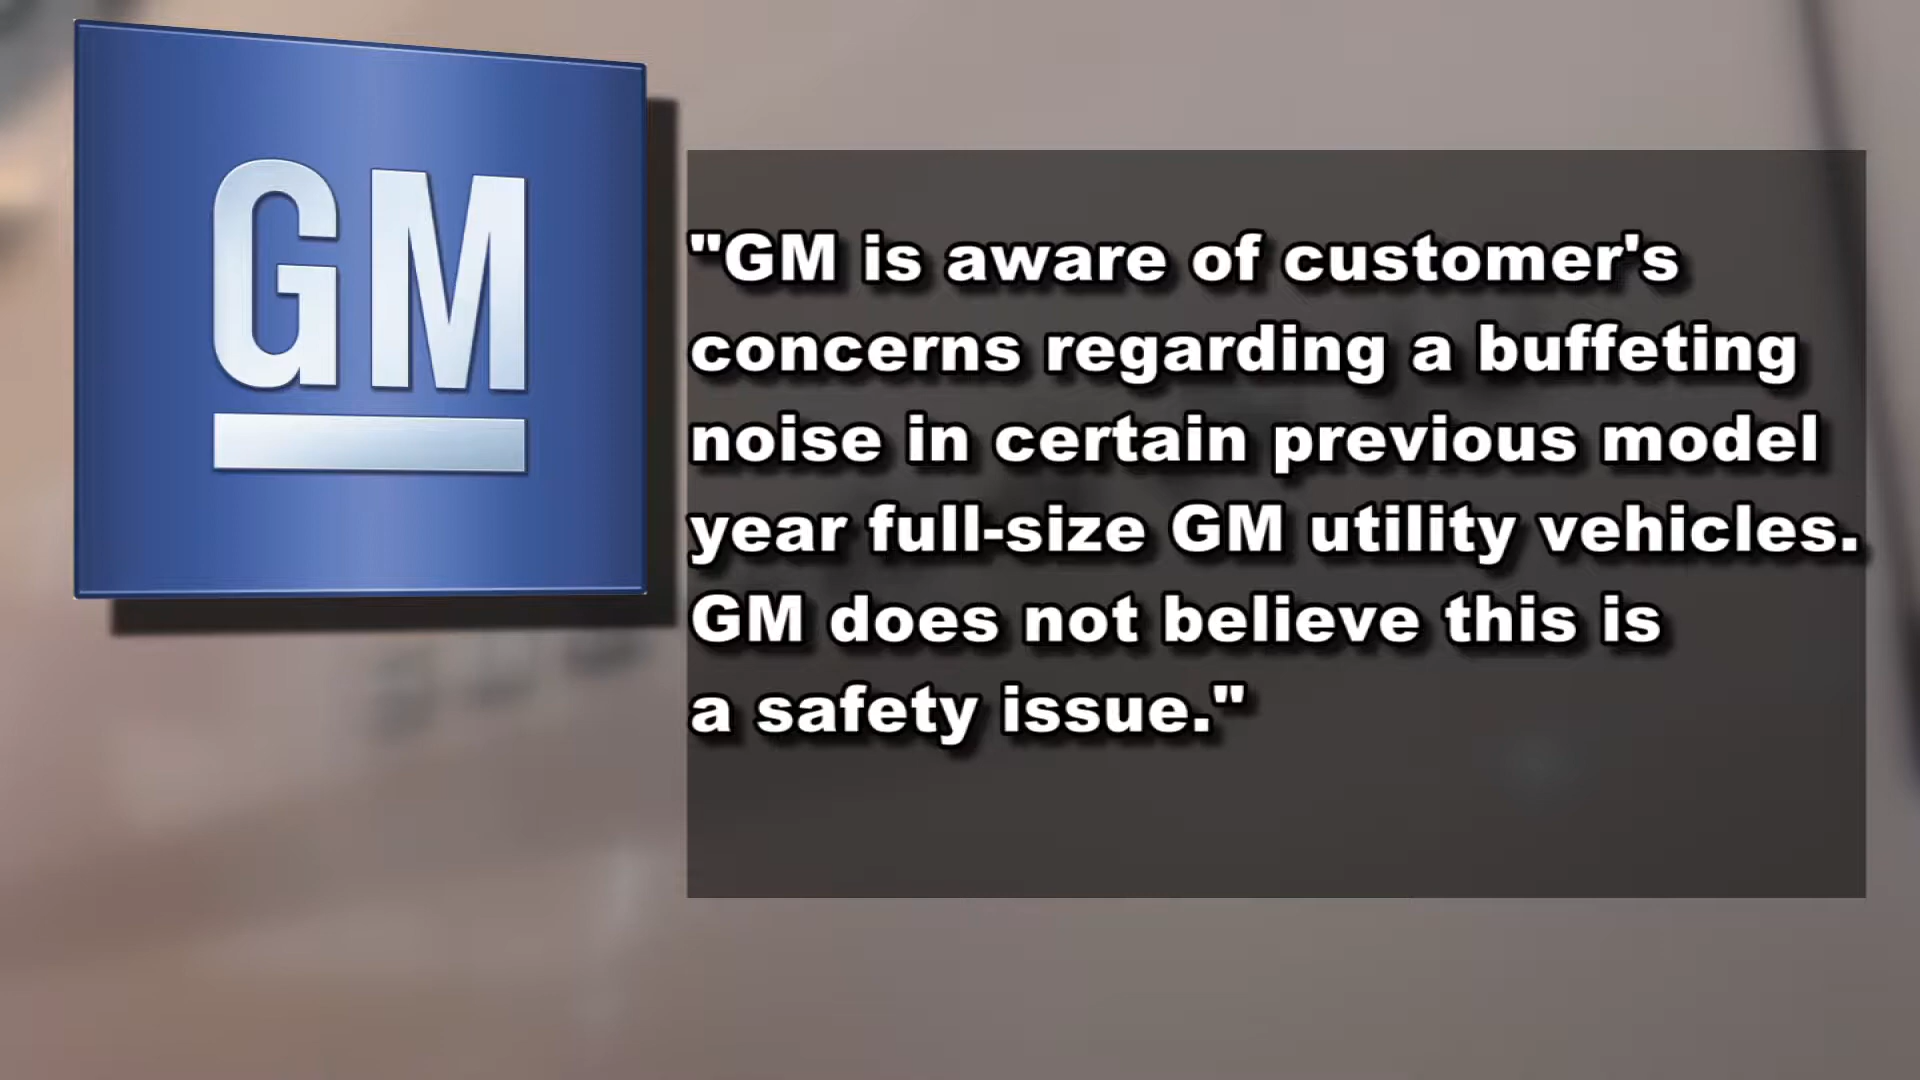 GM
"GM is aware of customer's
concerns regarding a buffeting
noise in certain previous model
year full-size GM utility vehicles.
GM does not believe this is
a safety issue."